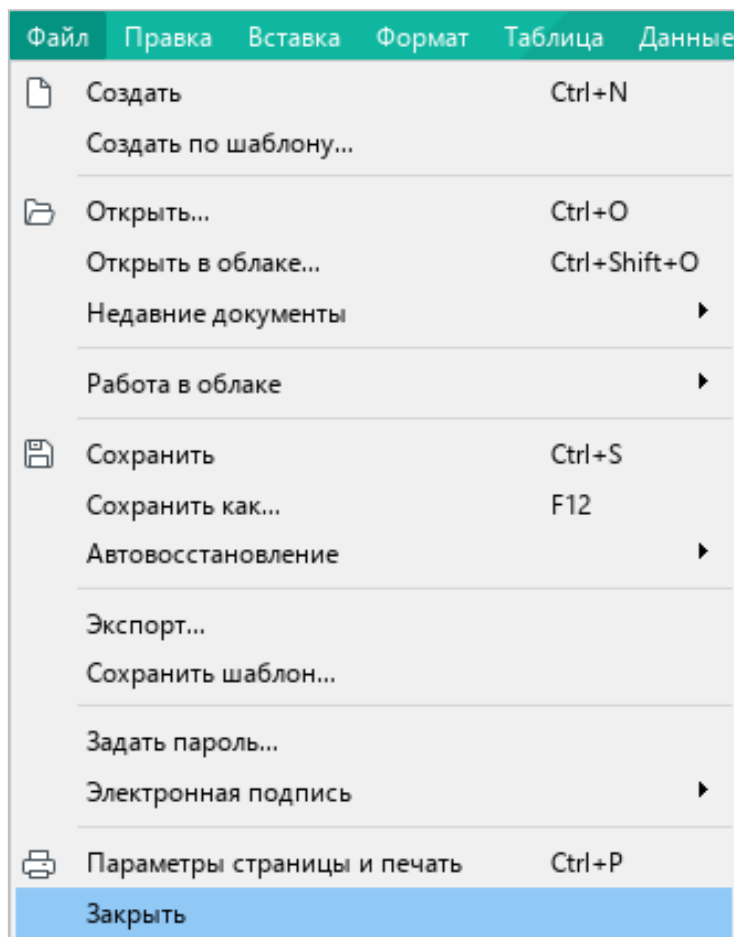 Файл Правка Вставка Формат Таблица Данные
Создать Ctrl+N
Создать по шаблону...
Открыть... Ctrl+O
Открыть в облаке... Ctrl+Shift+O
Недавние документы
Работа в облаке
Сохранить Ctrl+S
Сохранить как... F12
Автовосстановление
Экспорт...
Сохранить шаблон...
Задать пароль...
Электронная подпись
Параметры страницы и печать Ctrl+P
Закрыть